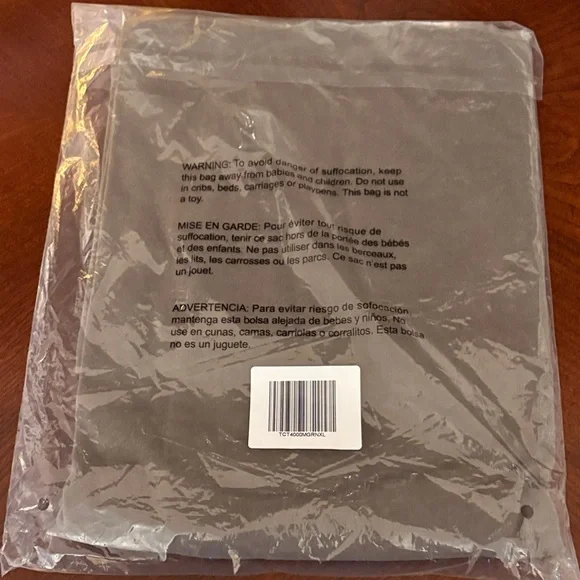 WARNING: To avoid danger of suffocation, keep
this bag away from babies and children. Do not use
in cribs, beds, carriages or playpens. This bag is not
a toy.
MISE EN GARDE: Pour éviter tout risque de
suffocation, tenir ce sac hors de la portée des bébés
et des enfants. Ne pas utiliser dans les berceaux,
les lits, les carrosses ou les parcs. Ce sac n'est pas
un jouet.
ADVERTENCIA: Para evitar riesgo de sofocación
mantenga esta bolsa alejada de bebes y niños. No
use en cunas, camas, carriolas o corralitos. Esta bolsa
no es un juguete.
TCT4000MGRNXL